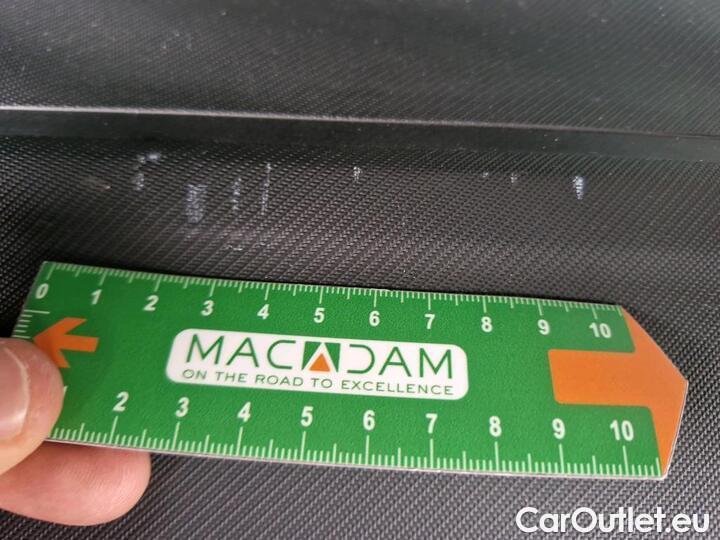 0 1 2 3 4 5 6 7 8 9 10
MACADAM
ON THE ROAD TO EXCELLENCE
2 3 4 5 6 7 8 9 10
CarOutlet.eu